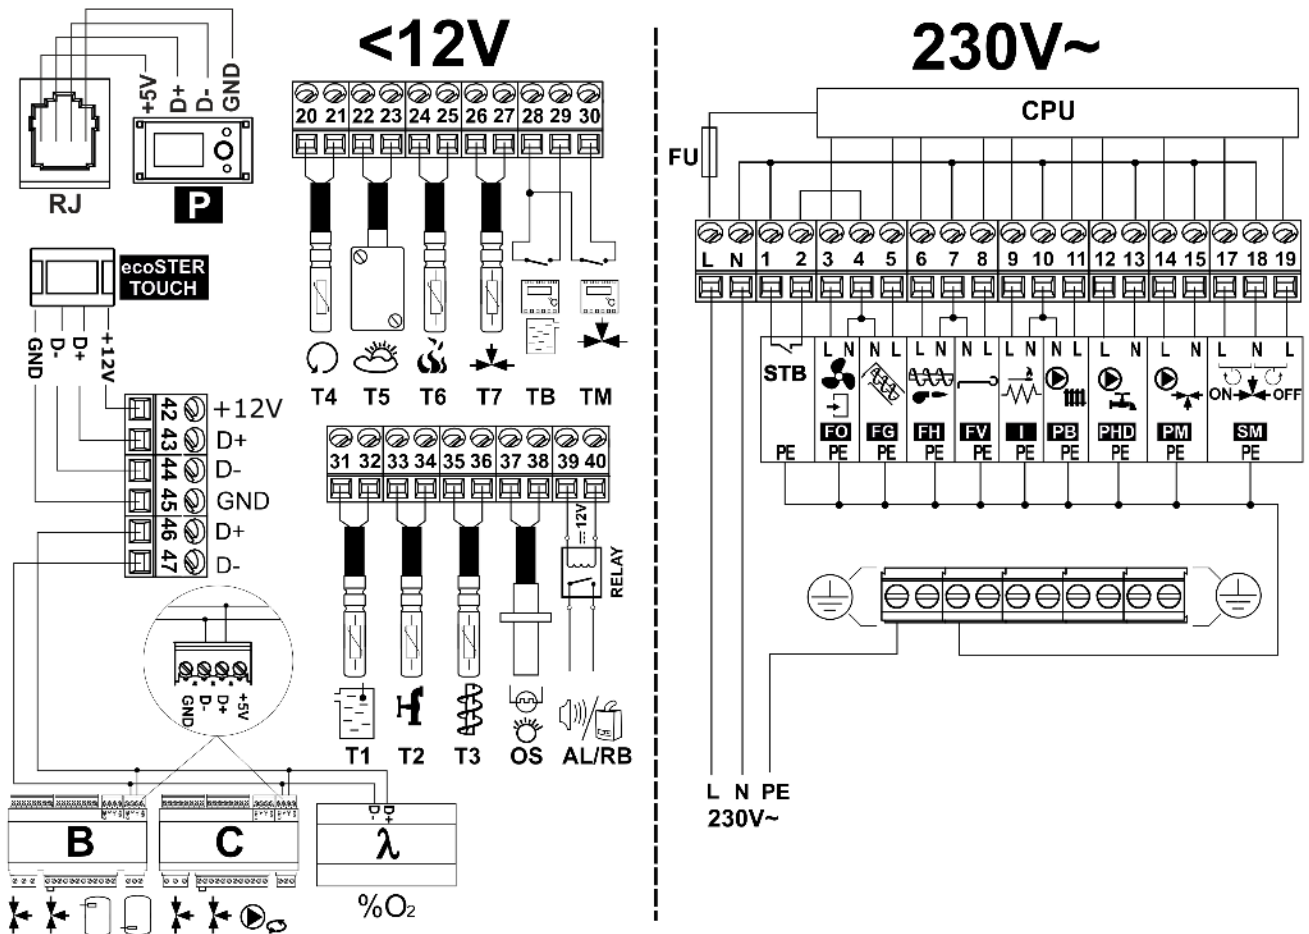 <12V
230V~
+5V
D+
D-
GND
RJ
P
ecoSTER
TOUCH
GND
D-
D+
+12V
42 +12V
43 D+
44 D-
45 GND
46 D+
47 D-
GND
D-
D+
+5V
B
C
D-
D+
λ
%O₂
20 21 22 23 24 25 26 27 28 29 30
°C
°C
T4 T5 T6 T7 TB TM
31 32 33 34 35 36 37 38 39 40
12V
RELAY
T1 T2 T3 OS AL/RB
CPU
FU
L N 1 2 3 4 5 6 7 8 9 10 11 12 13 14 15 17 18 19
L N N L L N N L L N L L N L N L N L
STB
ON OFF
FO FG FH FV I PB PHD PM SM
PE PE PE PE PE PE PE PE PE PE
L N PE
230V~